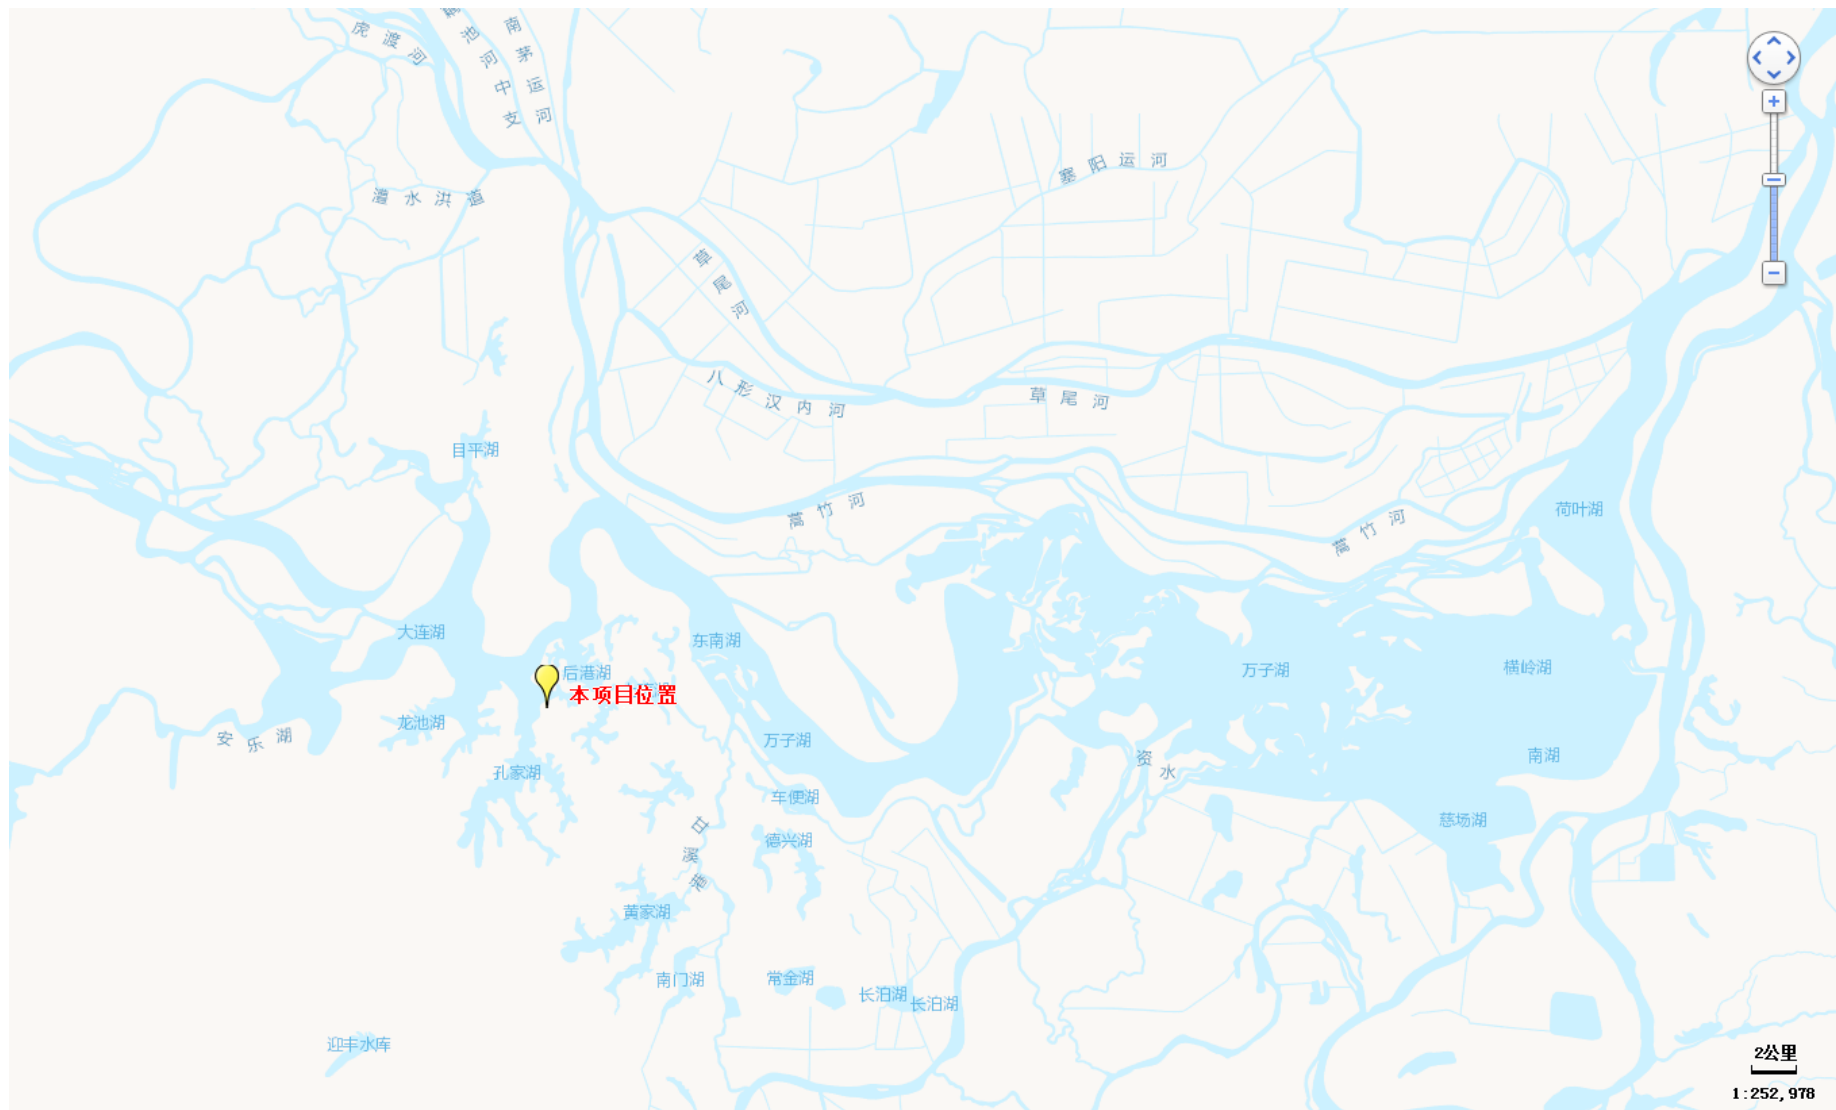 虎渡河
藕池河中支
南茅运河
澧水洪道
塞阳运河
草尾河
八形汊内河
草尾河
目平湖
蒿竹河
蒿竹河
荷叶湖
大连湖
东南湖
后港湖
本项目位置
万子湖
横岭湖
龙池湖
安乐湖
万子湖
南湖
孔家湖
资水
车便湖
甘溪港
德兴湖
慈场湖
黄家湖
南门湖
常金湖
长泊湖
长泊湖
迎丰水库
2公里
1:252,978